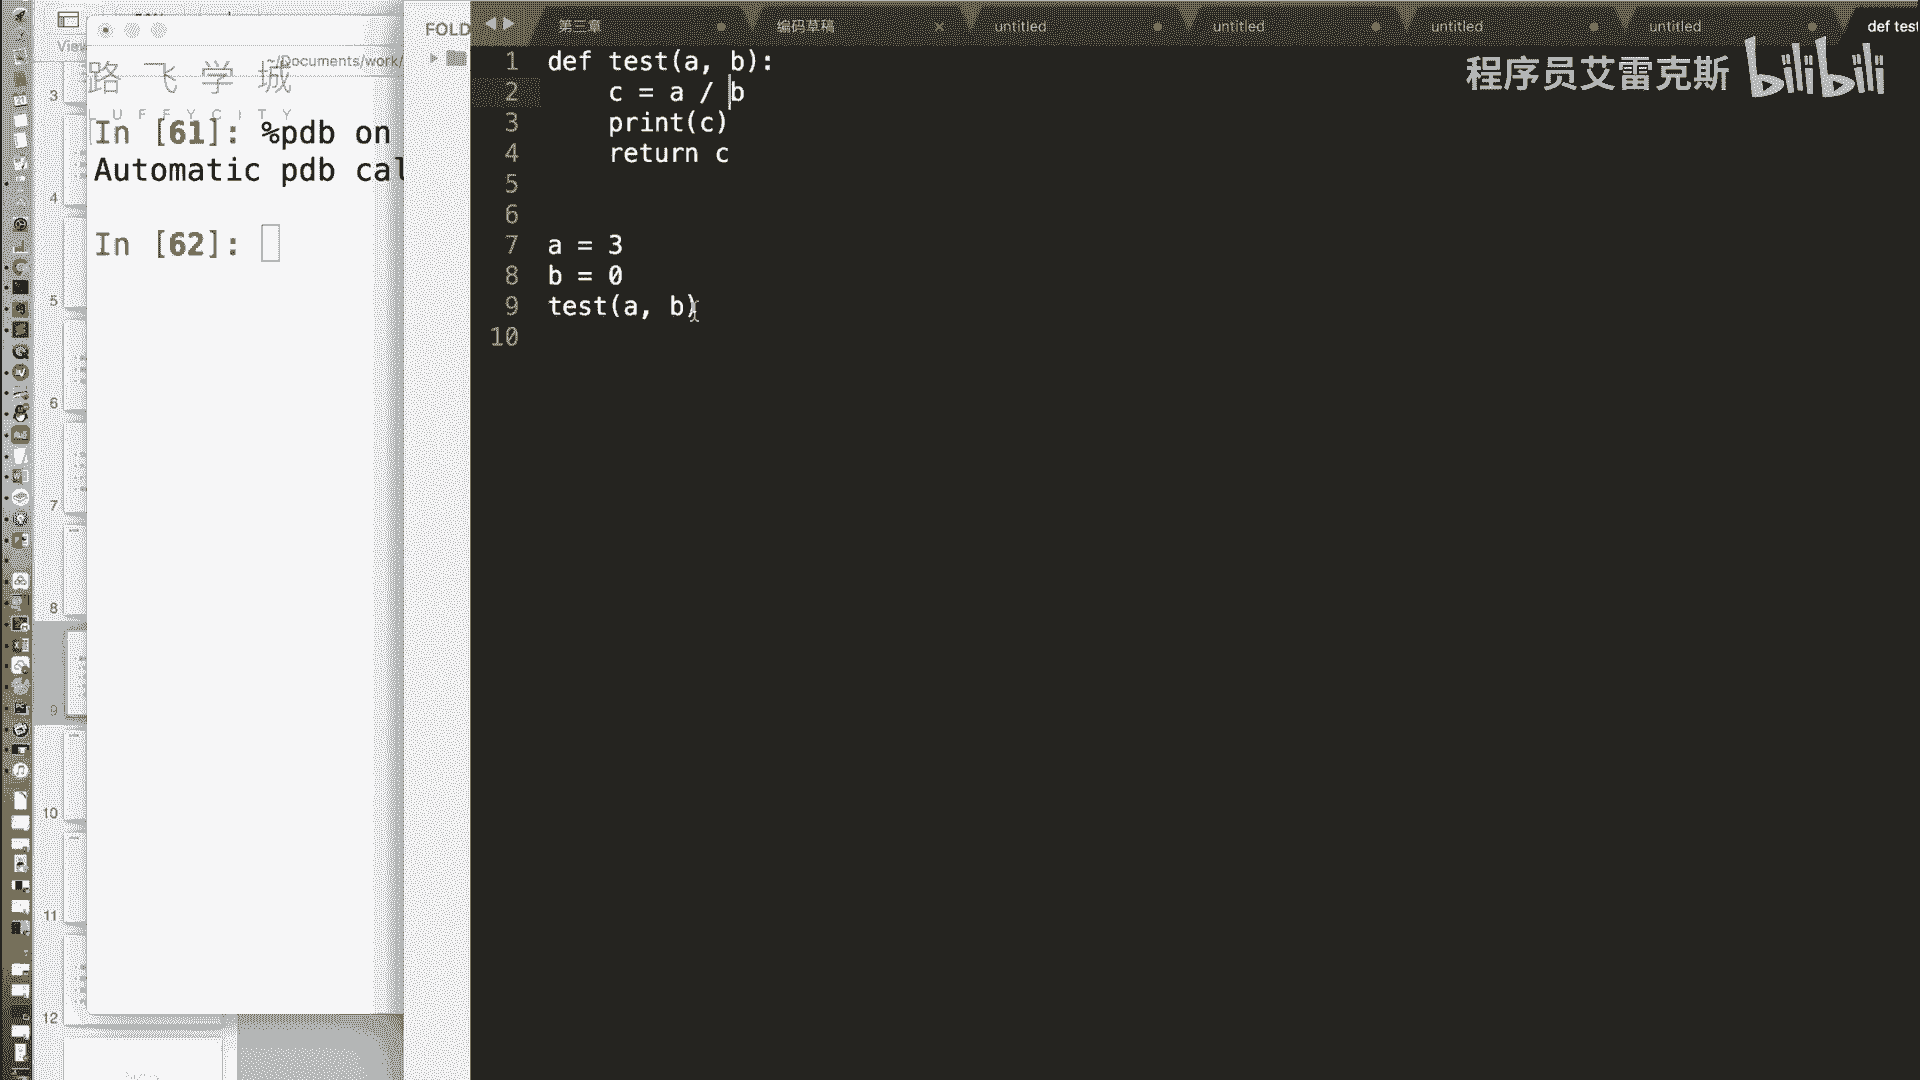 View
路飞学城
LUFFYCITY
~/Documents/work/
In [61]: %pdb on
Automatic pdb cal
In [62]:
3
4
5
6
7
8
9
10
11
12
FOLD
第三章
编码草稿
untitled
untitled
untitled
untitled
def test
1 def test(a, b):
2 c = a / b
3 print(c)
4 return c
5
6
7 a = 3
8 b = 0
9 test(a, b)
10
程序员艾雷克斯 bilibili